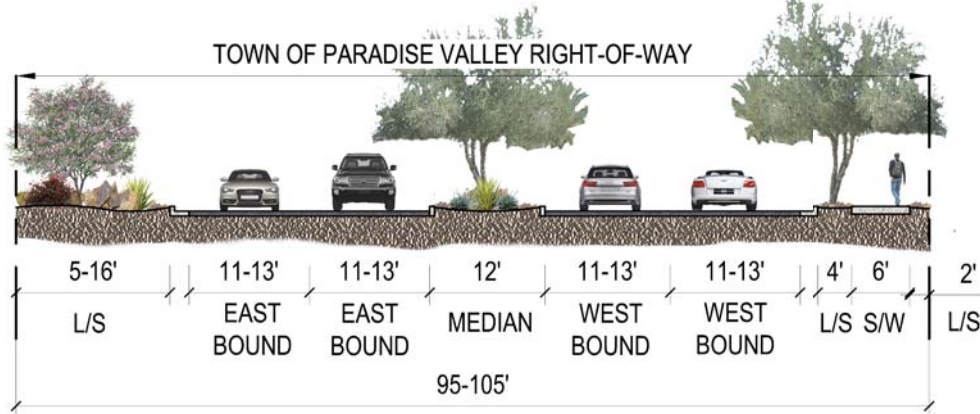 TOWN OF PARADISE VALLEY RIGHT-OF-WAY
5-16' 11-13' 11-13' 12' 11-13' 11-13' 4' 6' 2'
L/S EAST BOUND EAST BOUND MEDIAN WEST BOUND WEST BOUND L/S S/W L/S
95-105'